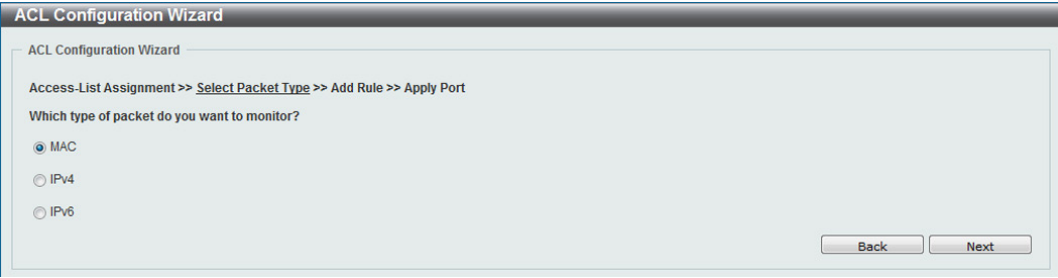 ACL Configuration Wizard
ACL Configuration Wizard
Access-List Assignment >> Select Packet Type >> Add Rule >> Apply Port
Which type of packet do you want to monitor?
MAC
IPv4
IPv6
Back Next